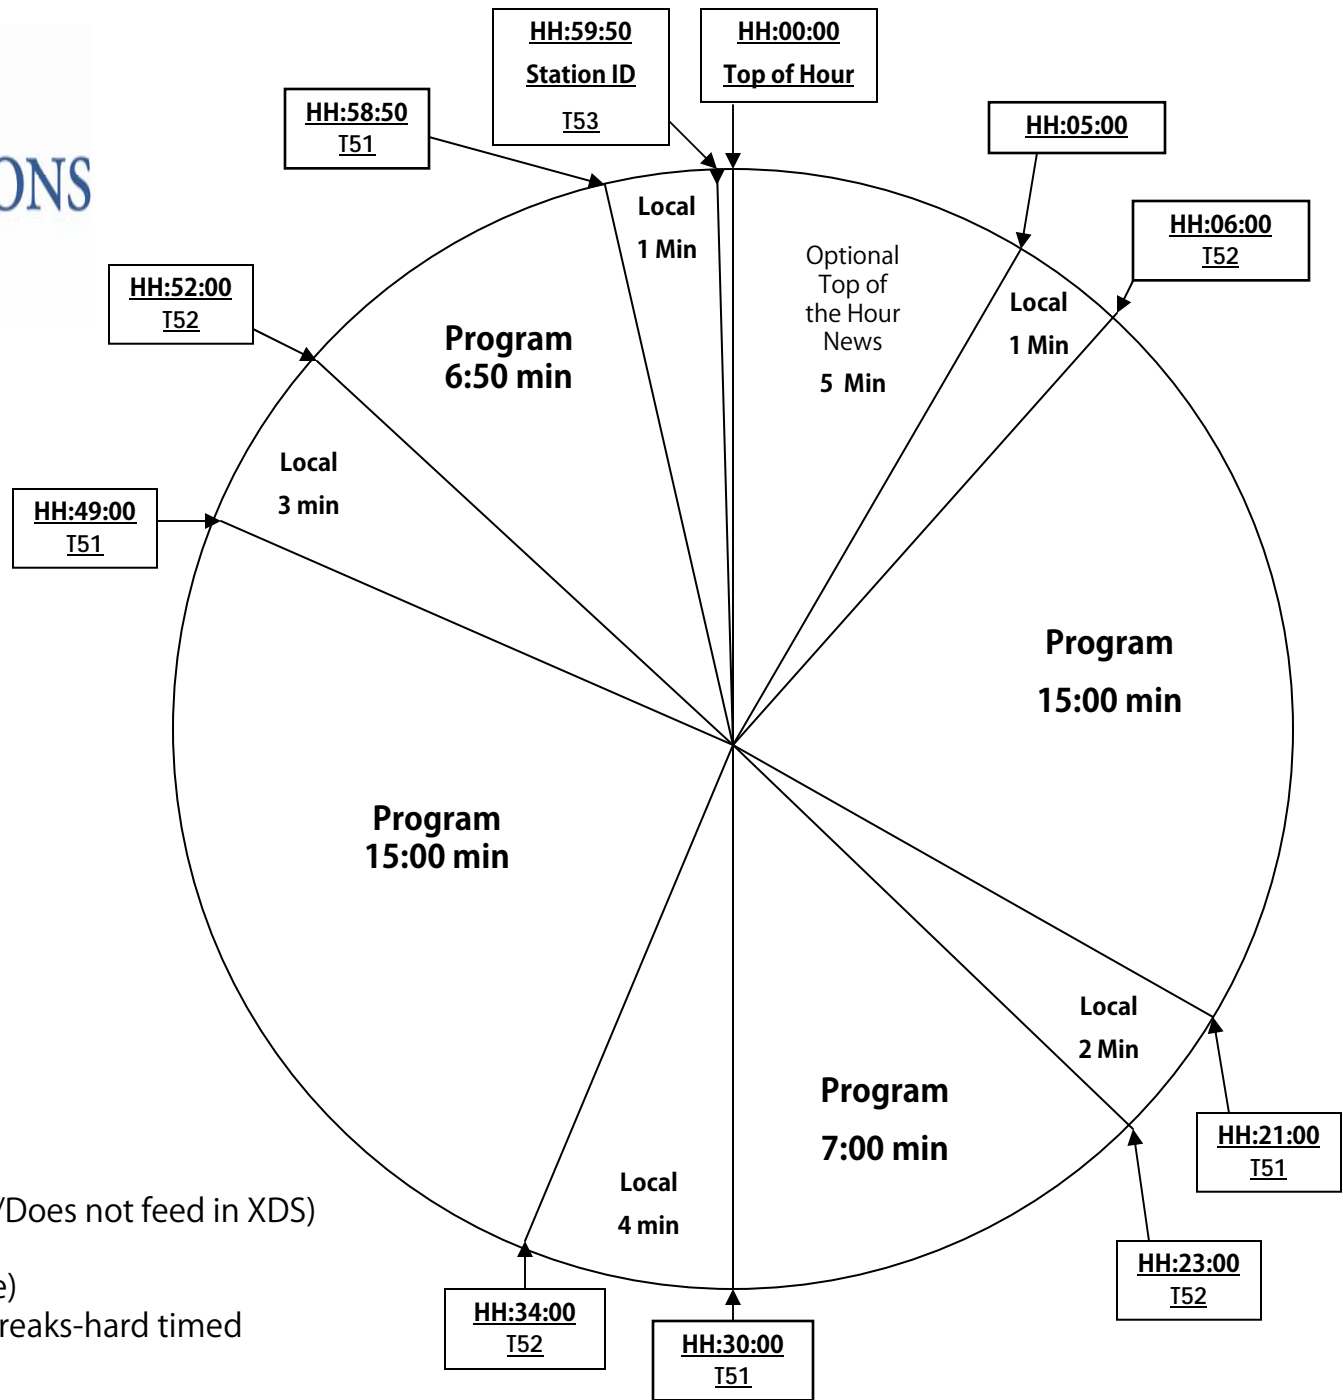 HH:59:50
Station ID
T53
HH:00:00
Top of Hour
HH:58:50
T51
HH:05:00
ONS
HH:06:00
T52
HH:52:00
T52
Local
1 Min
Optional
Top of
the Hour
News
5 Min
Local
1 Min
Program
6:50 min
Local
3 min
HH:49:00
T51
Program
15:00 min
Program
15:00 min
Local
2 Min
Program
7:00 min
HH:21:00
T51
Local
4 min
/Does not feed in XDS)
e)
reaks-hard timed
HH:23:00
T52
HH:34:00
T52
HH:30:00
T51